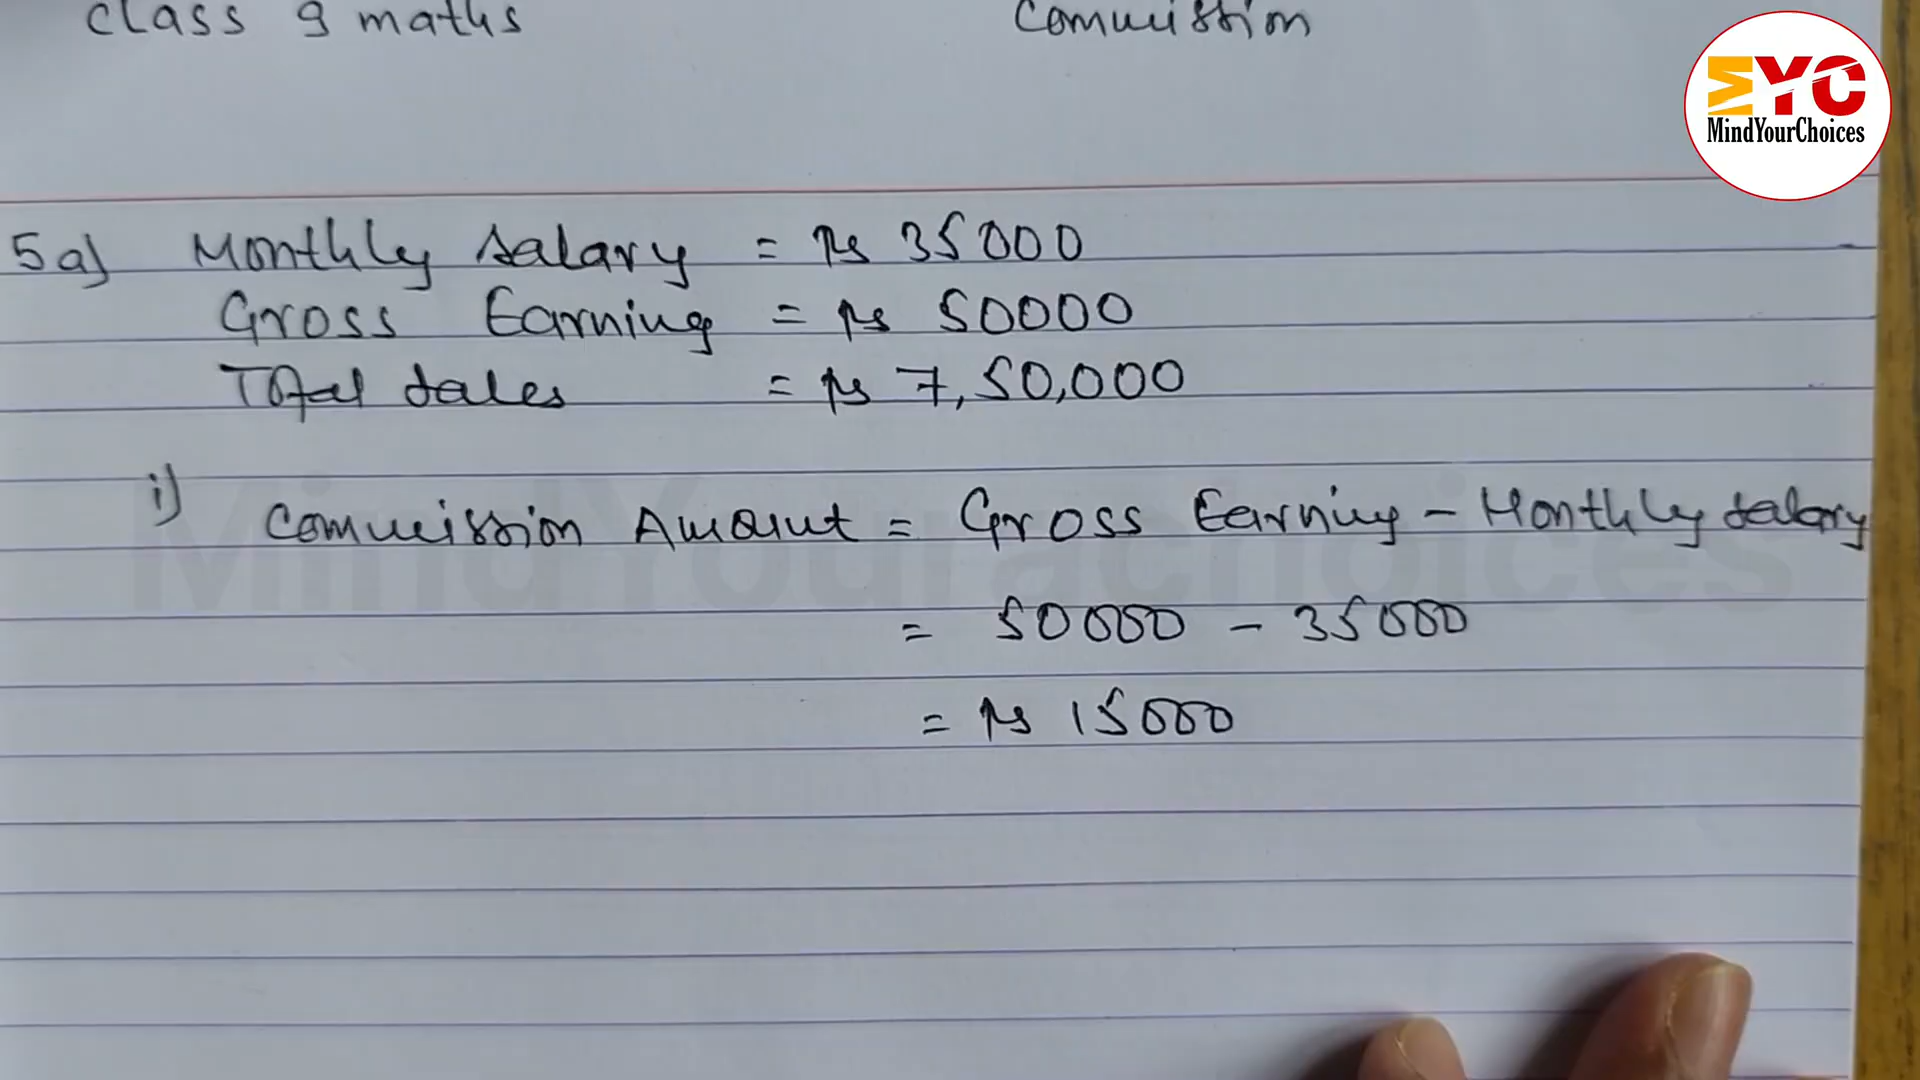 class 9 maths Commission
MYC
MindYourChoices
5a) Monthly Salary = Rs 35000
Gross Earning = Rs 50000
Total Sales = Rs 7,50,000
i) Commission Amount = Gross Earning - Monthly Salary
MindYourachoices
= 50000 - 35000
= Rs 15000